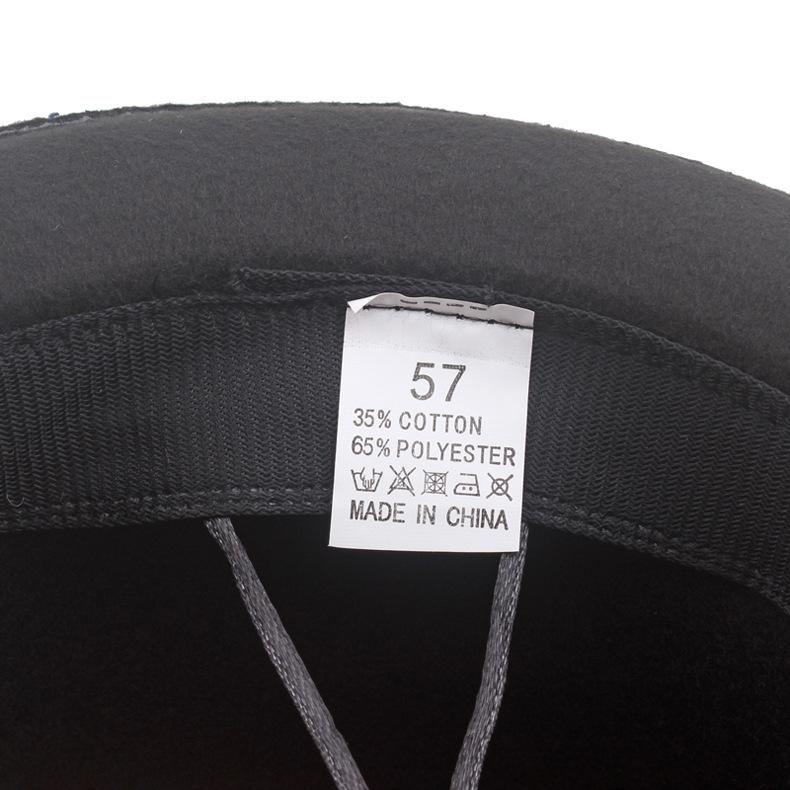 57
35% COTTON
65% POLYESTER
MADE IN CHINA